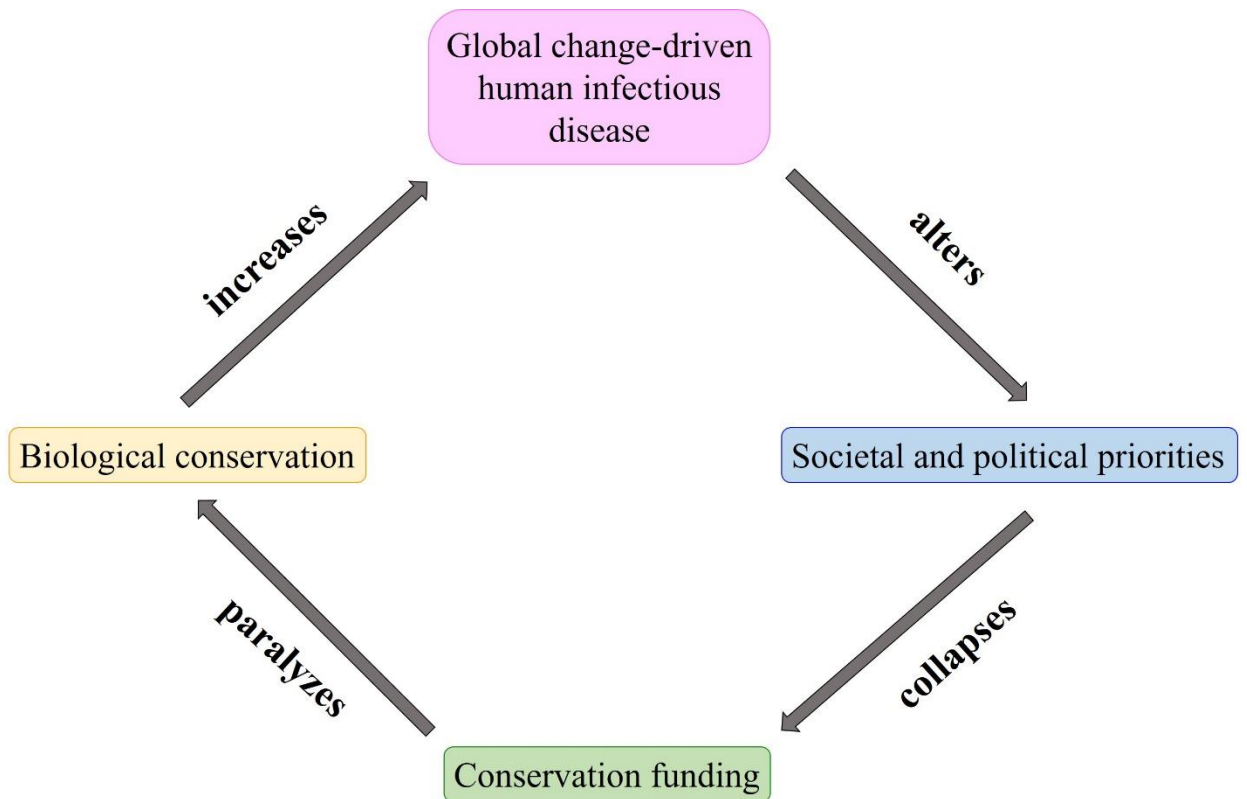 Global change-driven
human infectious
disease
alters
Societal and political priorities
collapses
Conservation funding
paralyzes
Biological conservation
increases